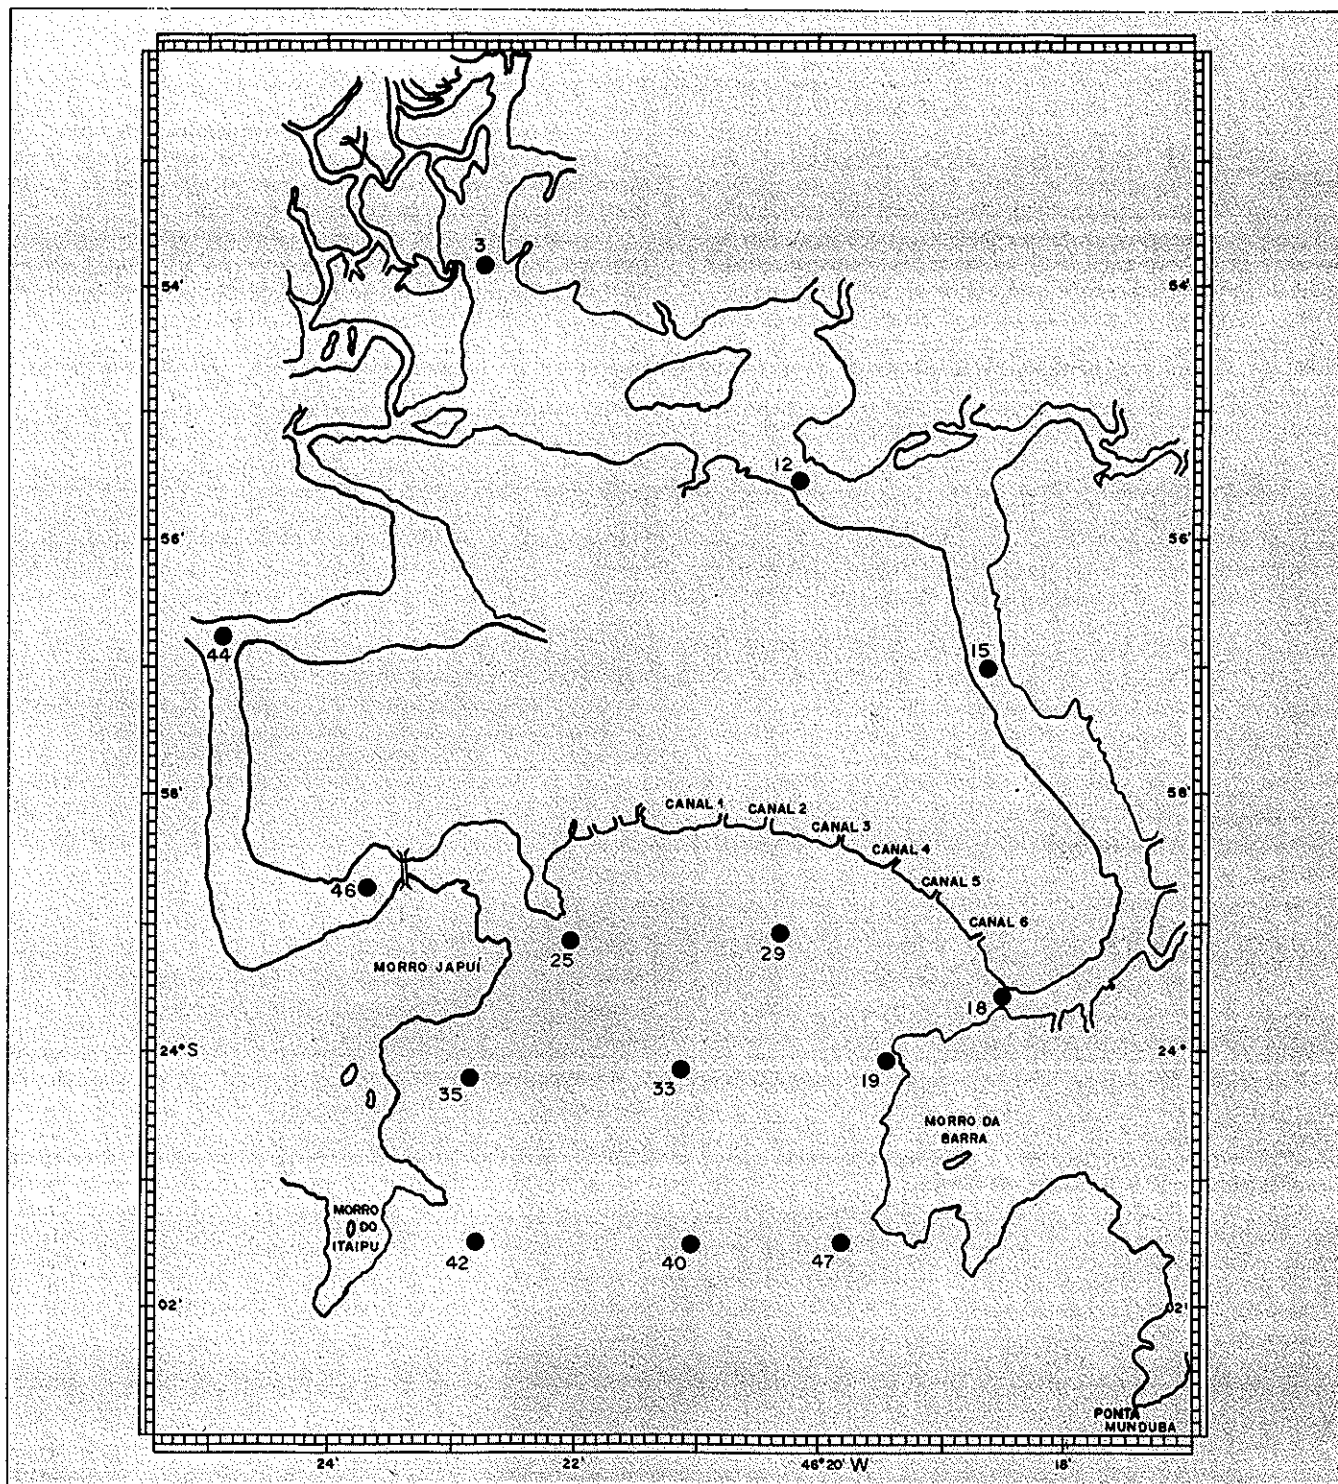 3
54'
54'
12
56'
56'
15
44
58'
58'
CANAL 1
CANAL 2
CANAL 3
CANAL 4
CANAL 5
CANAL 6
46
25
29
MORRO JAPUÍ
18
24°S
24°
35
33
19
MORRO DA
BARRA
MORRO
DO
ITAIPU
42
40
47
02'
02'
PONTA
MUNDUBA
24'
22'
46°20' W
18'